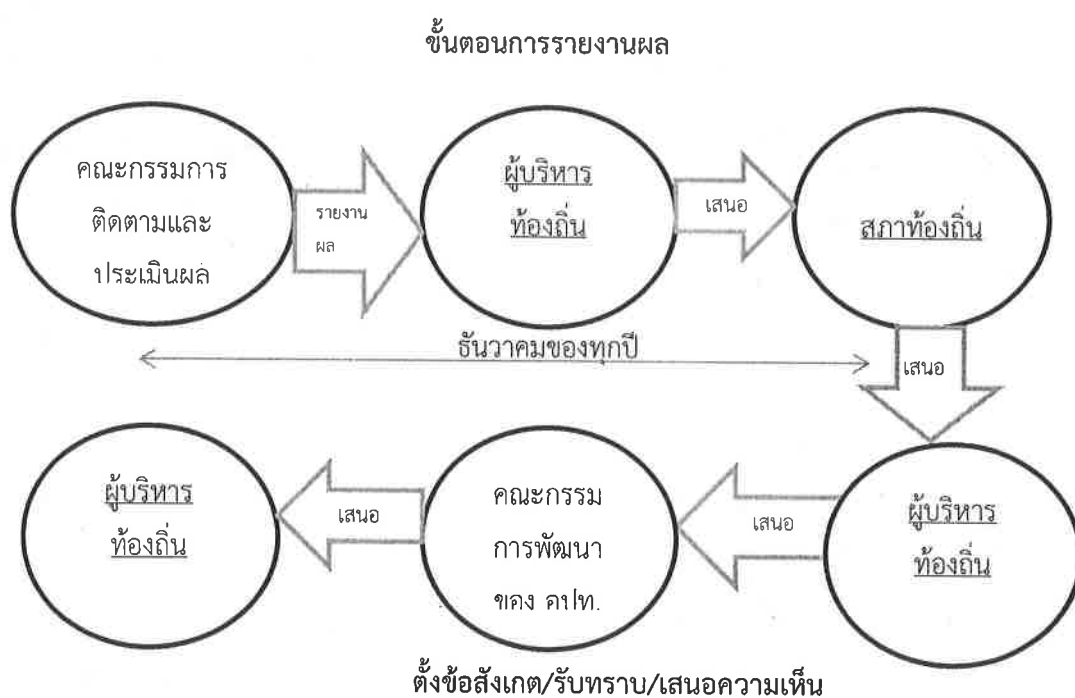 ขั้นตอนการรายงานผล
คณะกรรมการ
ติดตามและ
ประเมินผล
รายงาน
ผล
ผู้บริหาร
ท้องถิ่น
เสนอ
สภาท้องถิ่น
ธันวาคมของทุกปี
เสนอ
ผู้บริหาร
ท้องถิ่น
เสนอ
คณะกรรม
การพัฒนา
ของ อปท.
เสนอ
ผู้บริหาร
ท้องถิ่น
ตั้งข้อสังเกต/รับทราบ/เสนอความเห็น